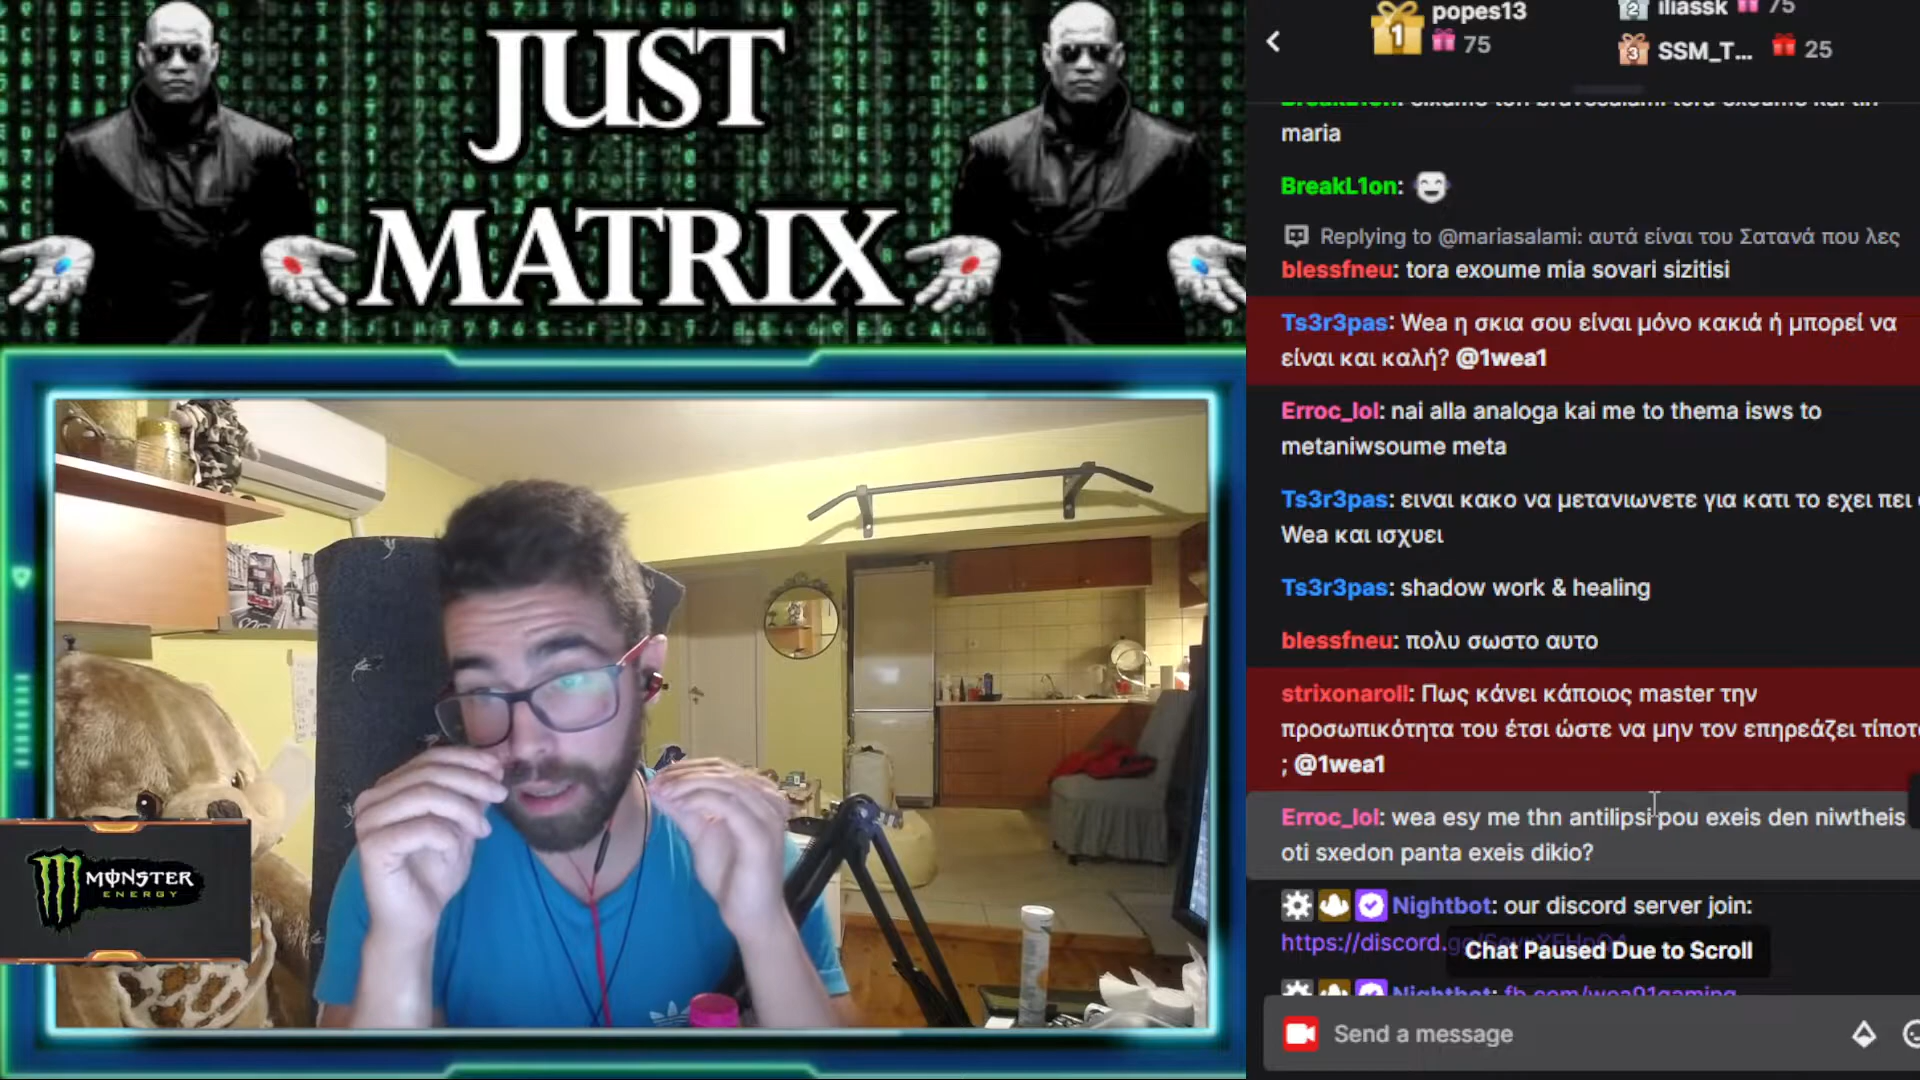 JUST
MATRIX
MONSTER
ENERGY
popes13
75
iliassk 75
SSM_T... 25
maria
BreakL1on:
Replying to @mariasalami: αυτά είναι του Σατανά που λες
blessfneu: tora exoume mia sovari sizitisi
Ts3r3pas: Wea η σκια σου είναι μόνο κακιά ή μπορεί να
είναι και καλή? @1wea1
Erroc_lol: nai alla analoga kai me to thema isws to
metaniwsoume meta
Ts3r3pas: ειναι κακο να μετανιωνετε για κατι το εχει πει
Wea και ισχυει
Ts3r3pas: shadow work & healing
blessfneu: πολυ σωστο αυτο
strixonaroll: Πως κάνει κάποιος master την
προσωπικότητα του έτσι ώστε να μην τον επηρεάζει τίποτ
; @1wea1
Erroc_lol: wea esy me thn antilipsi pou exeis den niwtheis
oti sxedon panta exeis dikio?
Nightbot: our discord server join:
https://discord.
Chat Paused Due to Scroll
Nightbot: fb.com/wea91gaming
Send a message